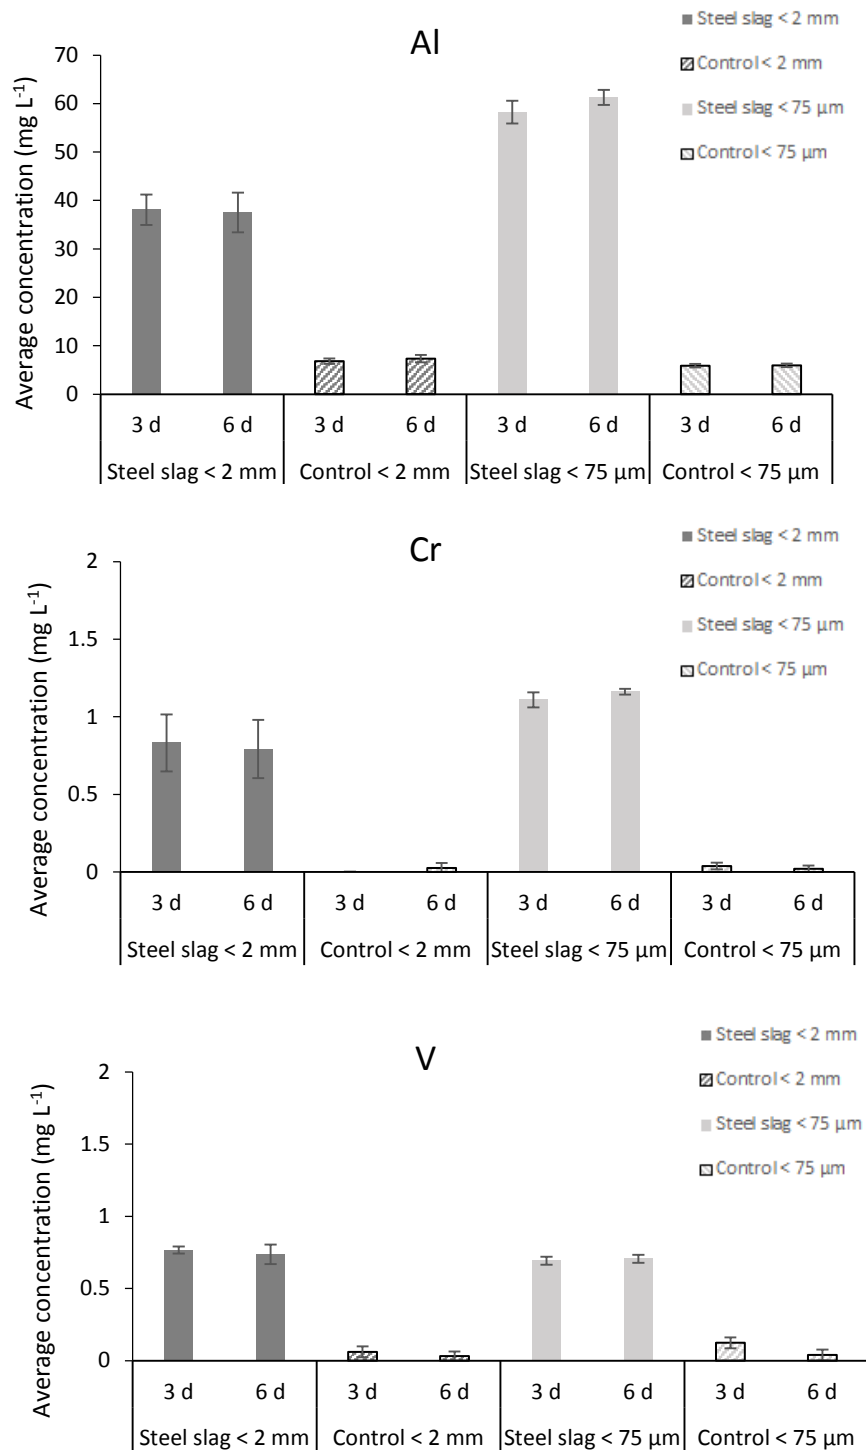 Al
Steel slag < 2 mm
Control < 2 mm
Steel slag < 75 µm
Control < 75 µm
Average concentration (mg L-1)
70
60
50
40
30
20
10
0
3 d 6 d 3 d 6 d 3 d 6 d 3 d 6 d
Steel slag < 2 mm Control < 2 mm Steel slag < 75 µm Control < 75 µm
Cr
Steel slag < 2 mm
Control < 2 mm
Steel slag < 75 µm
Control < 75 µm
Average concentration (mg L-1)
2
1.5
1
0.5
0
3 d 6 d 3 d 6 d 3 d 6 d 3 d 6 d
Steel slag < 2 mm Control < 2 mm Steel slag < 75 µm Control < 75 µm
V
Steel slag < 2 mm
Control < 2 mm
Steel slag < 75 µm
Control < 75 µm
Average concentration (mg L-1)
2
1.5
1
0.5
0
3 d 6 d 3 d 6 d 3 d 6 d 3 d 6 d
Steel slag < 2 mm Control < 2 mm Steel slag < 75 µm Control < 75 µm